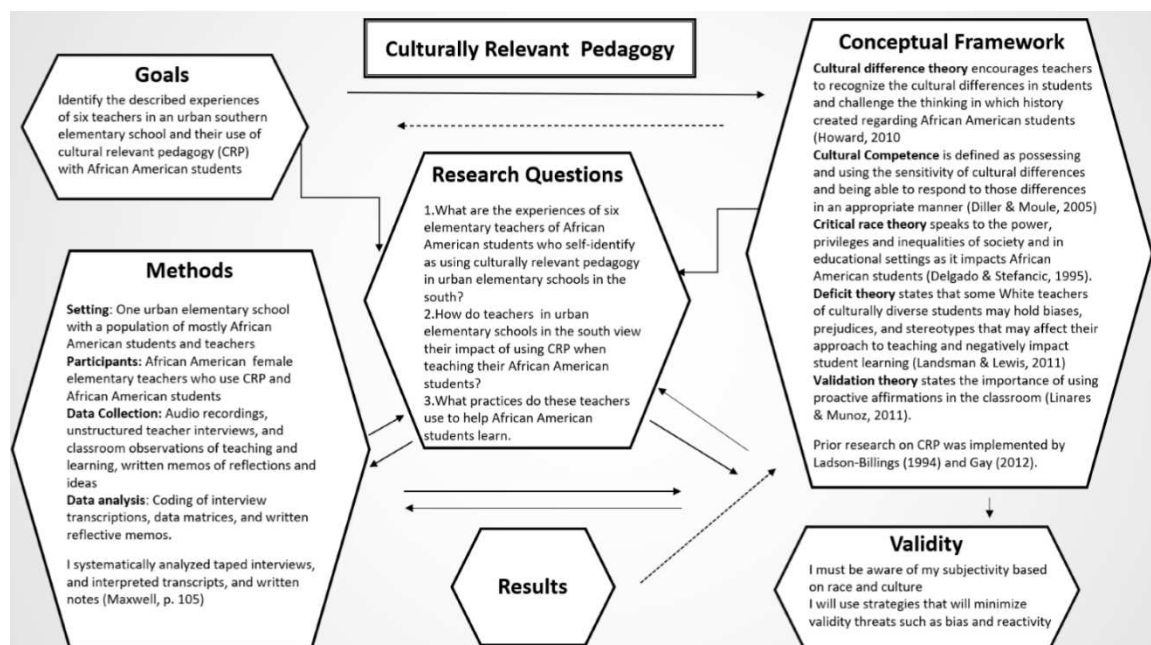 Culturally Relevant Pedagogy
Goals
Identify the described experiences
of six teachers in an urban southern
elementary school and their use of
cultural relevant pedagogy (CRP)
with African American students
Methods
Setting: One urban elementary school
with a population of mostly African
American students and teachers
Participants: African American female
elementary teachers who use CRP and
African American students
Data Collection: Audio recordings,
unstructured teacher interviews, and
classroom observations of teaching and
learning, written memos of reflections and
ideas
Data analysis: Coding of interview
transcriptions, data matrices, and written
reflective memos.
I systematically analyzed taped interviews,
and interpreted transcripts, and written
notes (Maxwell, p. 105)
Research Questions
1.What are the experiences of six
elementary teachers of African
American students who self-identify
as using culturally relevant pedagogy
in urban elementary schools in the
south?
2.How do teachers in urban
elementary schools in the south view
their impact of using CRP when
teaching their African American
students?
3.What practices do these teachers
use to help African American
students learn.
Results
Conceptual Framework
Cultural difference theory encourages teachers
to recognize the cultural differences in students
and challenge the thinking in which history
created regarding African American students
(Howard, 2010
Cultural Competence is defined as possessing
and using the sensitivity of cultural differences
and being able to respond to those differences
in an appropriate manner (Diller & Moule, 2005)
Critical race theory speaks to the power,
privileges and inequalities of society and in
educational settings as it impacts African
American students (Delgado & Stefancic, 1995).
Deficit theory states that some White teachers
of culturally diverse students may hold biases,
prejudices, and stereotypes that may affect their
approach to teaching and negatively impact
student learning (Landsman & Lewis, 2011)
Validation theory states the importance of using
proactive affirmations in the classroom (Linares
& Munoz, 2011).
Prior research on CRP was implemented by
Ladson-Billings (1994) and Gay (2012).
Validity
I must be aware of my subjectivity based
on race and culture
I will use strategies that will minimize
validity threats such as bias and reactivity